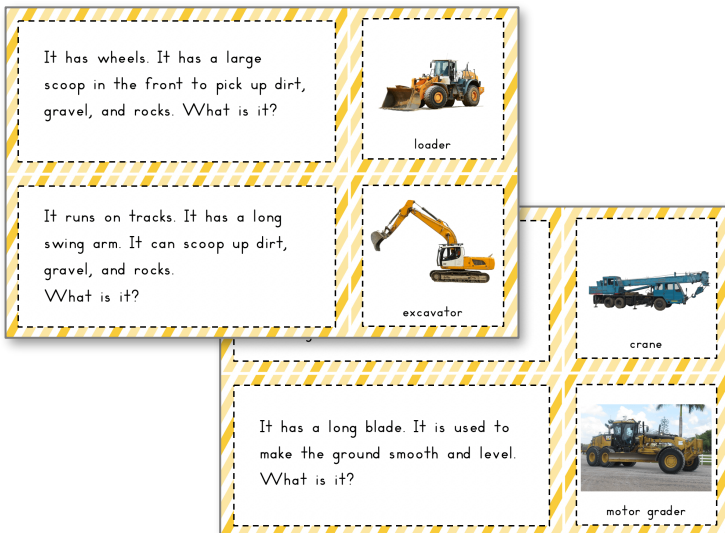 It has wheels. It has a large
scoop in the front to pick up dirt,
gravel, and rocks. What is it?
loader
It runs on tracks. It has a long
swing arm. It can scoop up dirt,
gravel, and rocks.
What is it?
excavator
crane
It has a long blade. It is used to
make the ground smooth and level.
What is it?
motor grader